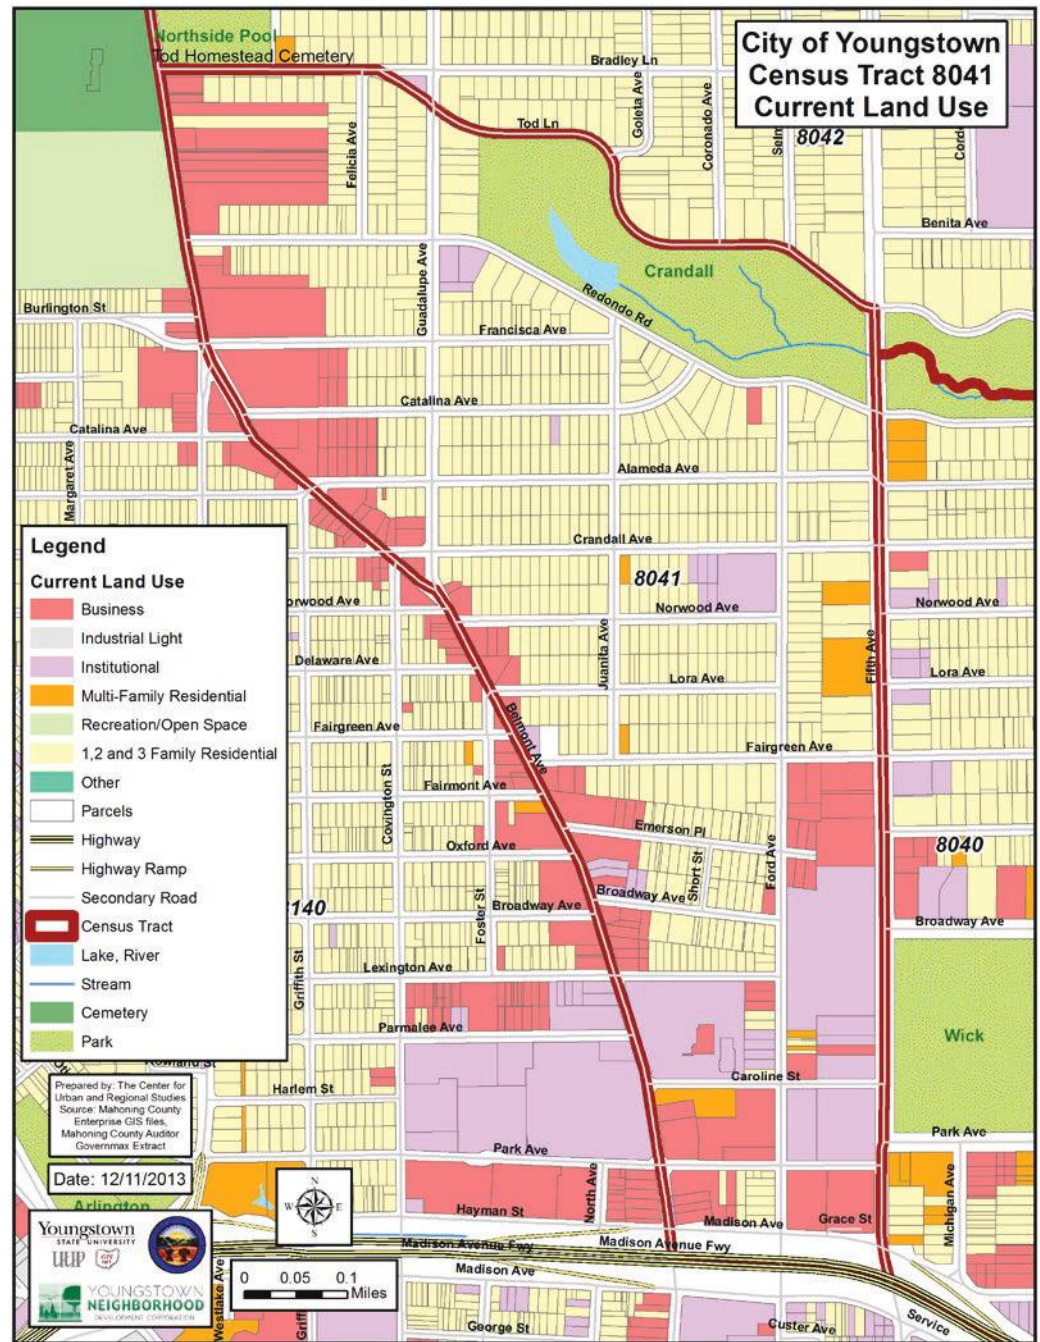 City of Youngstown
Census Tract 8041
Current Land Use
Northside Pool
Tod Homestead Cemetery
Bradley Ln
Goleta Ave
Coronado Ave
8042
Tod Ln
Felicia Ave
Benita Ave
Guadalupe Ave
Crandall
Redondo Rd
Burlington St
Francisca Ave
Catalina Ave
Catalina Ave
Margaret Ave
Alameda Ave
Crandall Ave
8041
Norwood Ave
Norwood Ave
orwood Ave
Delaware Ave
Juanita Ave
Fifth Ave
Lora Ave
Lora Ave
Belmont Ave
Fairgreen Ave
Fairgreen Ave
Covington St
Fairmont Ave
Emerson Pl
Oxford Ave
Short St
Ford Ave
8040
Broadway Ave
Broadway Ave
Broadway Ave
Foster St
8140
Griffith St
Lexington Ave
Parmalee Ave
Wick
Caroline St
Harlem St
Park Ave
Park Ave
North Ave
Hayman St
Madison Ave
Grace St
Michigan Ave
Madison Avenue Fwy
Madison Avenue Fwy
Madison Ave
George St
Custer Ave
Service
Westlake Ave
Griff
Arlington
Rowland St
Legend
Current Land Use
Business
Industrial Light
Institutional
Multi-Family Residential
Recreation/Open Space
1,2 and 3 Family Residential
Other
Parcels
Highway
Highway Ramp
Secondary Road
Census Tract
Lake, River
Stream
Cemetery
Park
Prepared by: The Center for
Urban and Regional Studies
Source: Mahoning County
Enterprise GIS files,
Mahoning County Auditor
Governmax Extract
Date: 12/11/2013
N
W E
S
Youngstown
STATE UNIVERSITY
YOUNGSTOWN
NEIGHBORHOOD
DEVELOPMENT CORPORATION
0 0.05 0.1
Miles